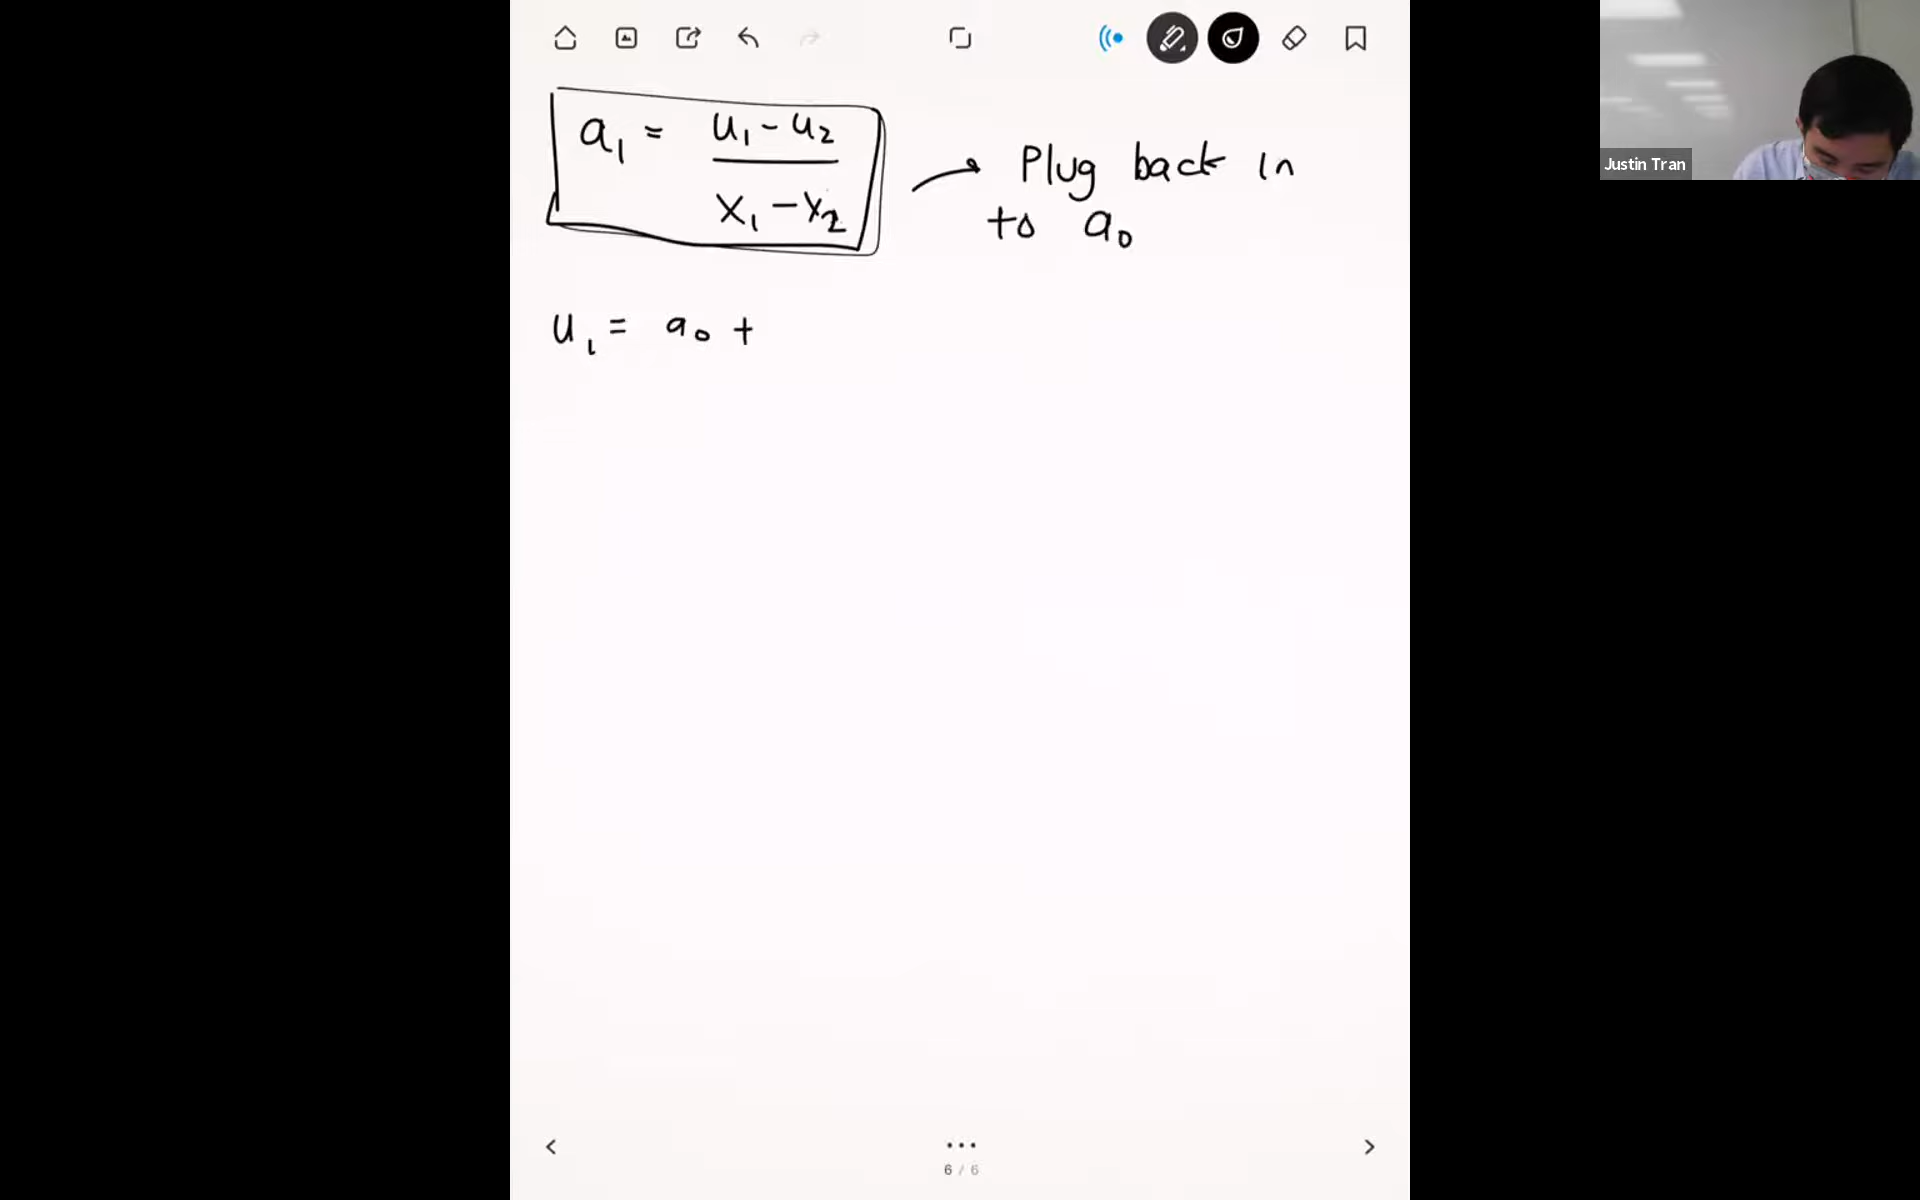 a₁ = u₁ - u₂
x₁ - x₂
Plug back in
to a₀
u₁ = a₀ +
Justin Tran
6 / 6